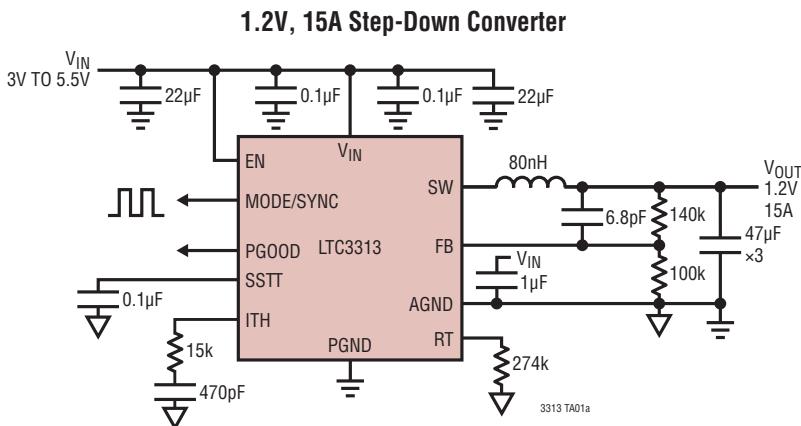 1.2V, 15A Step-Down Converter
VIN
3V TO 5.5V
22µF
0.1µF
0.1µF
22µF
EN
VIN
MODE/SYNC
PGOOD
LTC3313
SSTT
ITH
PGND
SW
FB
AGND
RT
80nH
6.8pF
140k
100k
VOUT
1.2V
15A
47µF
×3
VIN
1µF
0.1µF
15k
470pF
274k
3313 TA01a